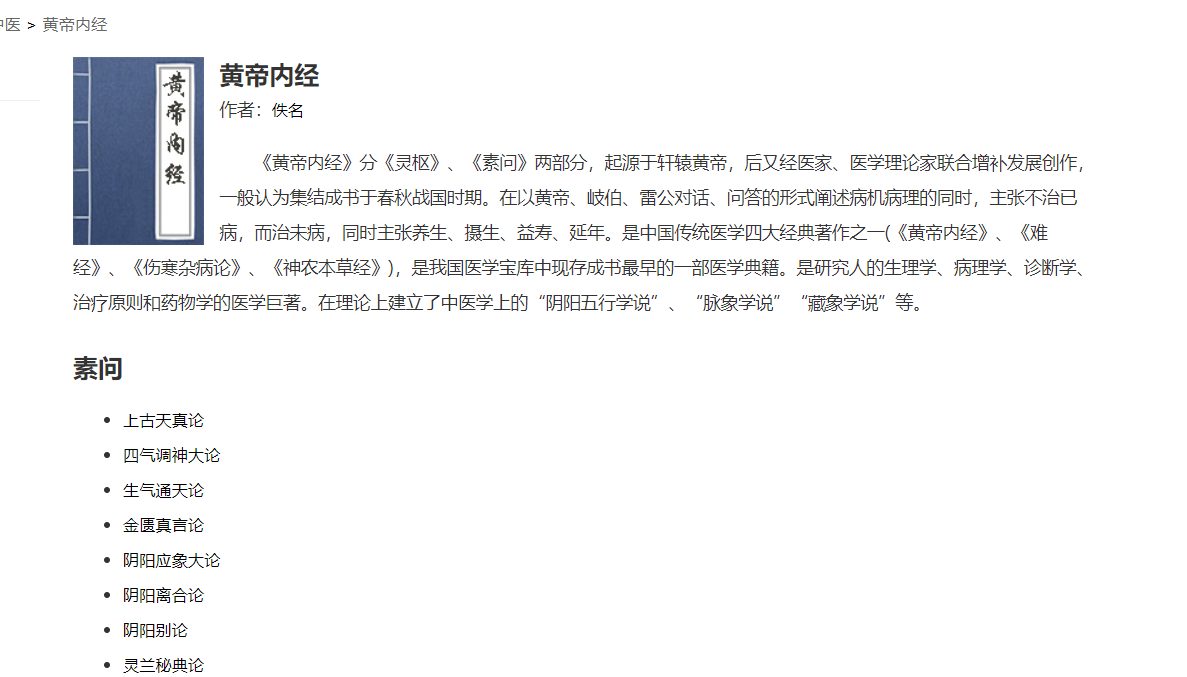 中医 > 黄帝内经
黄帝内经
黄帝内经
作者：佚名
《黄帝内经》分《灵枢》、《素问》两部分，起源于轩辕黄帝，后又经医家、医学理论家联合增补发展创作，
一般认为集结成书于春秋战国时期。在以黄帝、岐伯、雷公对话、问答的形式阐述病机病理的同时，主张不治已
病，而治未病，同时主张养生、摄生、益寿、延年。是中国传统医学四大经典著作之一(《黄帝内经》、《难
经》、《伤寒杂病论》、《神农本草经》)，是我国医学宝库中现存成书最早的一部医学典籍。是研究人的生理学、病理学、诊断学、
治疗原则和药物学的医学巨著。在理论上建立了中医学上的“阴阳五行学说”、“脉象学说”“藏象学说”等。
素问
• 上古天真论
• 四气调神大论
• 生气通天论
• 金匮真言论
• 阴阳应象大论
• 阴阳离合论
• 阴阳别论
• 灵兰秘典论